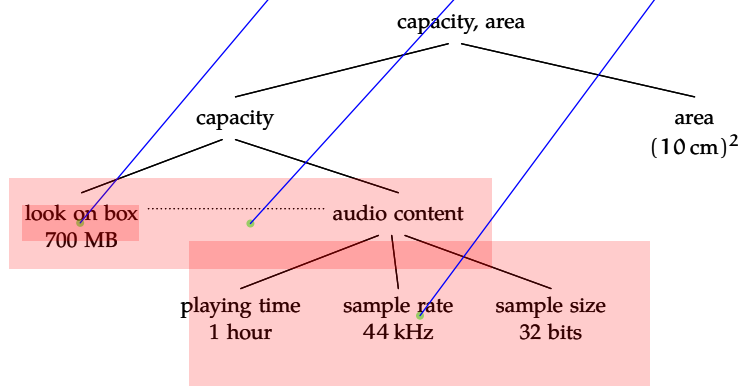 capacity, area
capacity
area
(10 cm)²
look on box
700 MB
audio content
playing time
1 hour
sample rate
44 kHz
sample size
32 bits